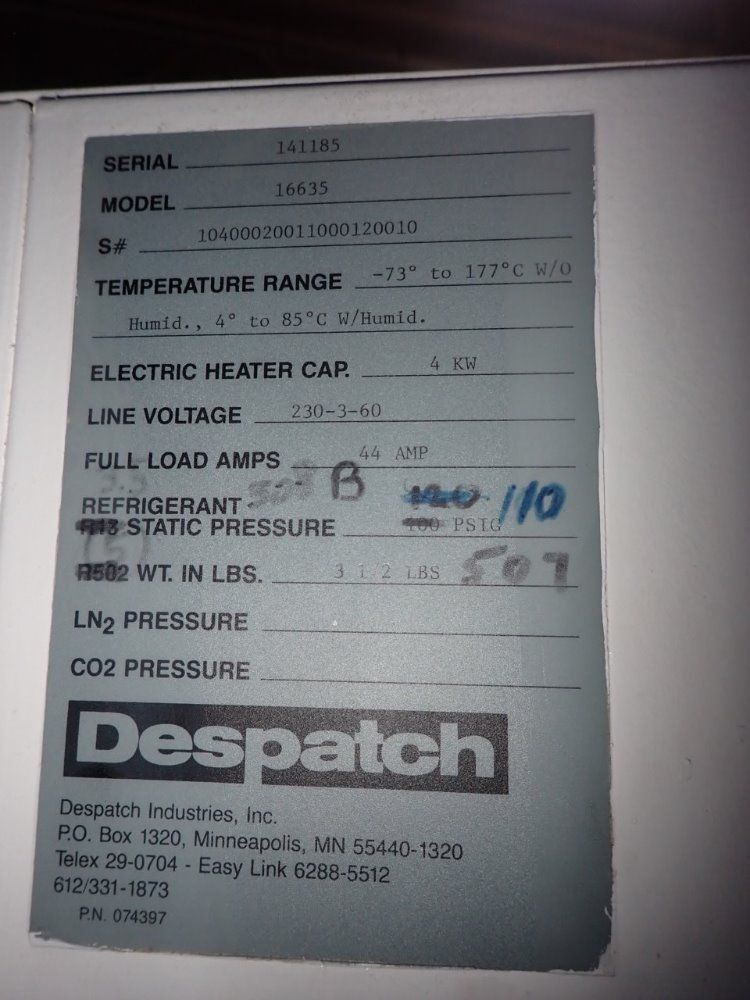 SERIAL 141185
MODEL 16635
S# 10400020011000120010
TEMPERATURE RANGE -73° to 177°C W/O
Humid., 4° to 85°C W/Humid.
ELECTRIC HEATER CAP. 4 KW
LINE VOLTAGE 230-3-60
FULL LOAD AMPS 44 AMP
REFRIGERANT B 110
R13 STATIC PRESSURE 100 PSIG
R502 WT. IN LBS. 3 1 2 LBS 507
LN2 PRESSURE
CO2 PRESSURE
Despatch
Despatch Industries, Inc.
P.O. Box 1320, Minneapolis, MN 55440-1320
Telex 29-0704 - Easy Link 6288-5512
612/331-1873
P.N. 074397